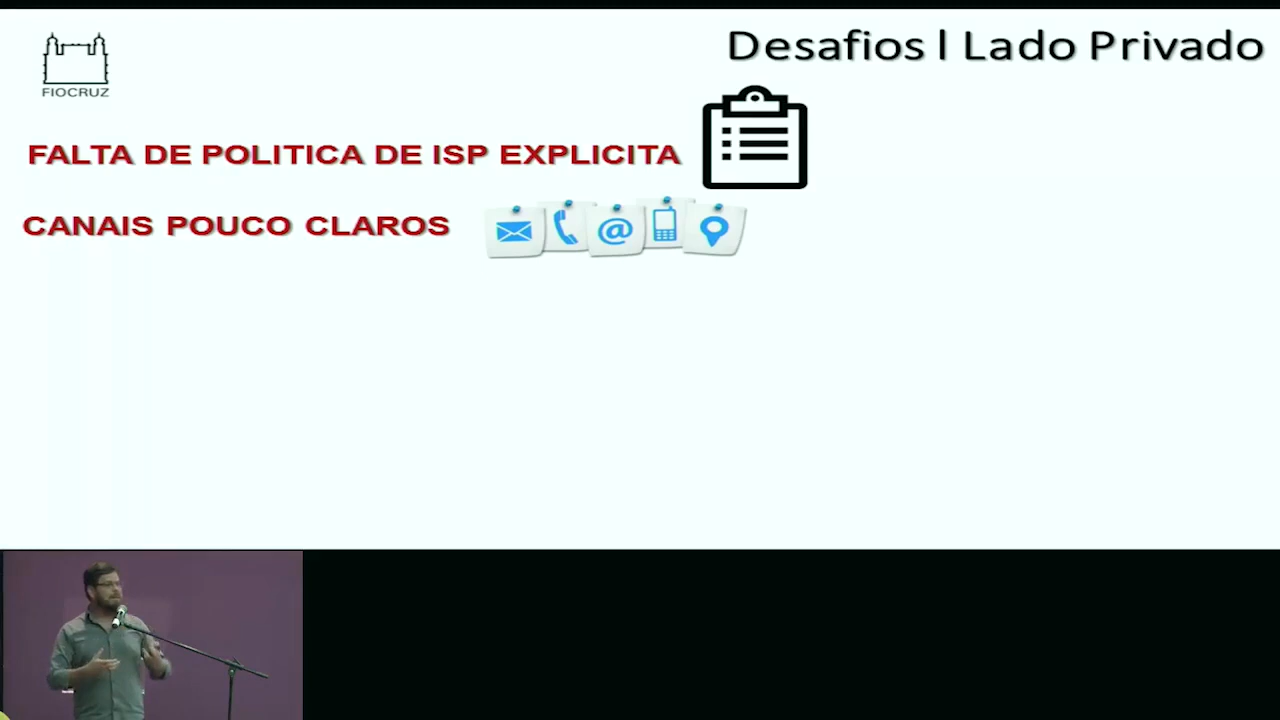 Desafios l Lado Privado
FIOCRUZ
FALTA DE POLITICA DE ISP EXPLICITA
CANAIS POUCO CLAROS
@